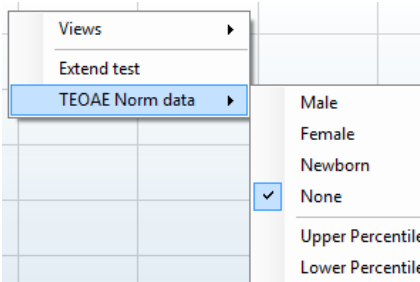 Views
Extend test
TEOAE Norm data
Male
Female
Newborn
None
Upper Percentile
Lower Percentile